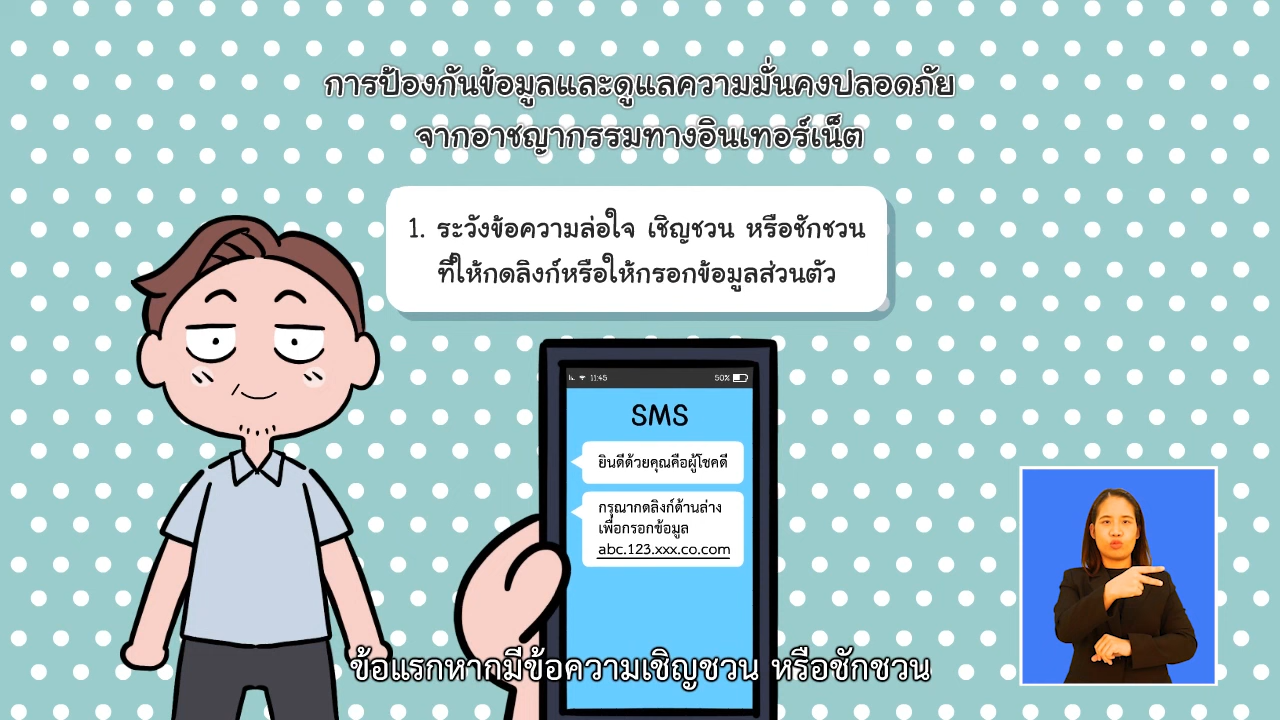 การป้องกันข้อมูลและดูแลความมั่นคงปลอดภัย
จากอาชญากรรมทางอินเทอร์เน็ต
1. ระวังข้อความล่อใจ เชิญชวน หรือชักชวน
ที่ให้กดลิงก์หรือให้กรอกข้อมูลส่วนตัว
11:45
50%
SMS
ยินดีด้วยคุณคือผู้โชคดี
กรุณากดลิงก์ด้านล่าง
เพื่อกรอกข้อมูล
abc.123.xxx.co.com
ข้อแรกหากมีข้อความเชิญชวน หรือชักชวน